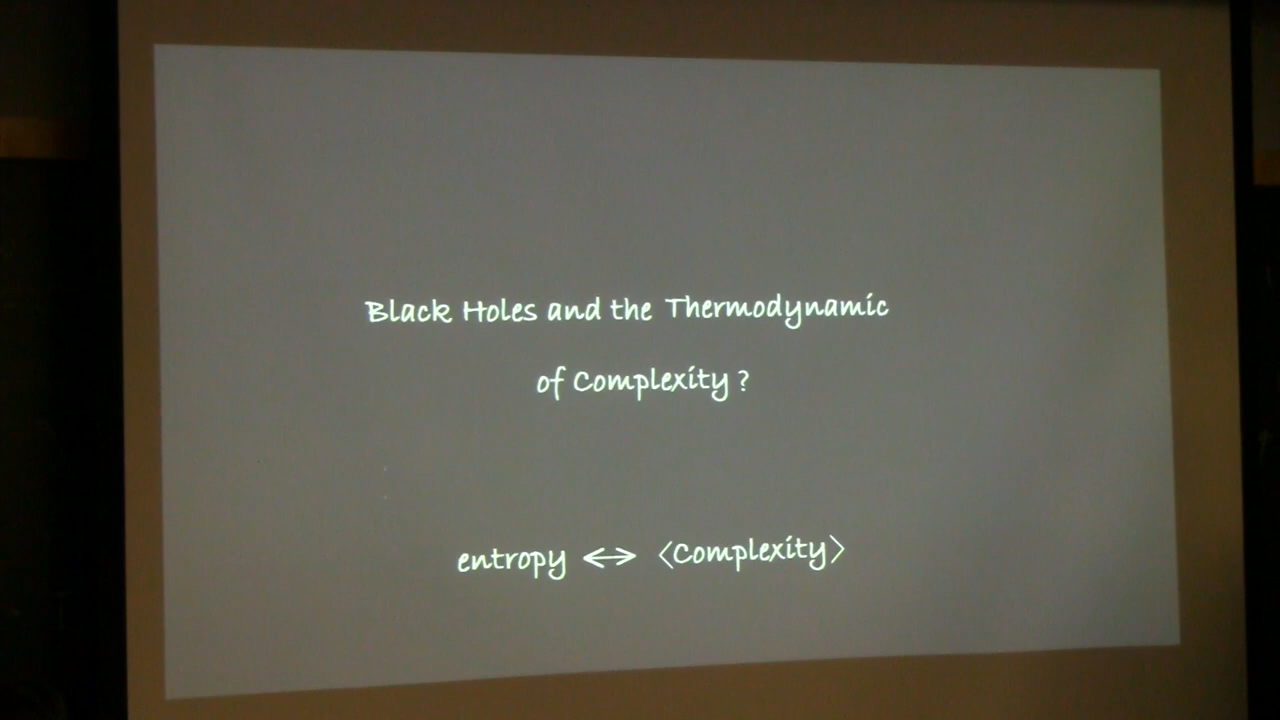 Black Holes and the Thermodynamic
of Complexity ?
entropy ↔ ⟨Complexity⟩